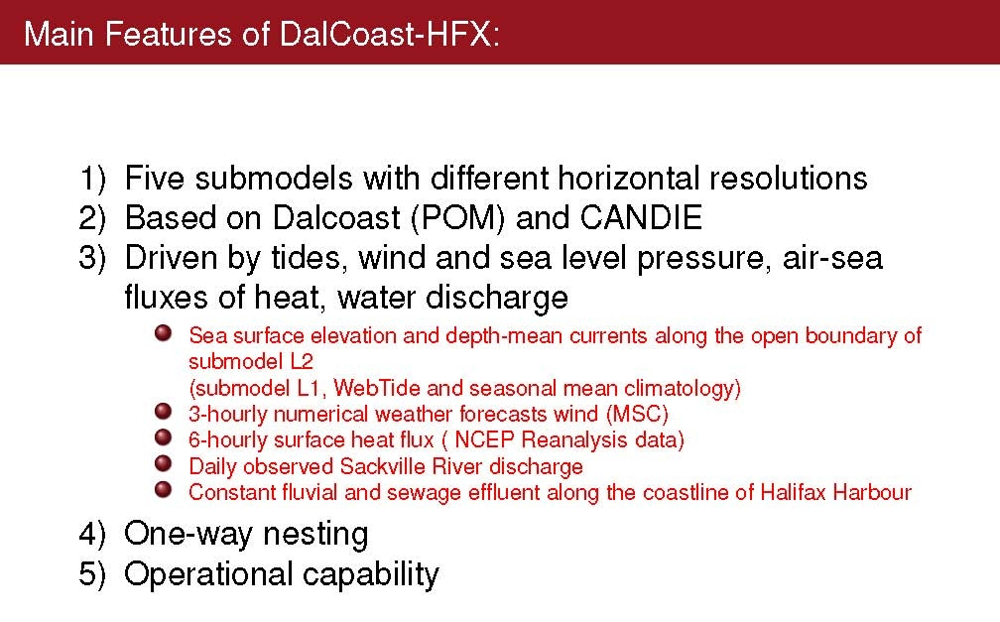 Main Features of DalCoast-HFX:
1) Five submodels with different horizontal resolutions
2) Based on Dalcoast (POM) and CANDIE
3) Driven by tides, wind and sea level pressure, air-sea
fluxes of heat, water discharge
Sea surface elevation and depth-mean currents along the open boundary of
submodel L2
(submodel L1, WebTide and seasonal mean climatology)
3-hourly numerical weather forecasts wind (MSC)
6-hourly surface heat flux ( NCEP Reanalysis data)
Daily observed Sackville River discharge
Constant fluvial and sewage effluent along the coastline of Halifax Harbour
4) One-way nesting
5) Operational capability